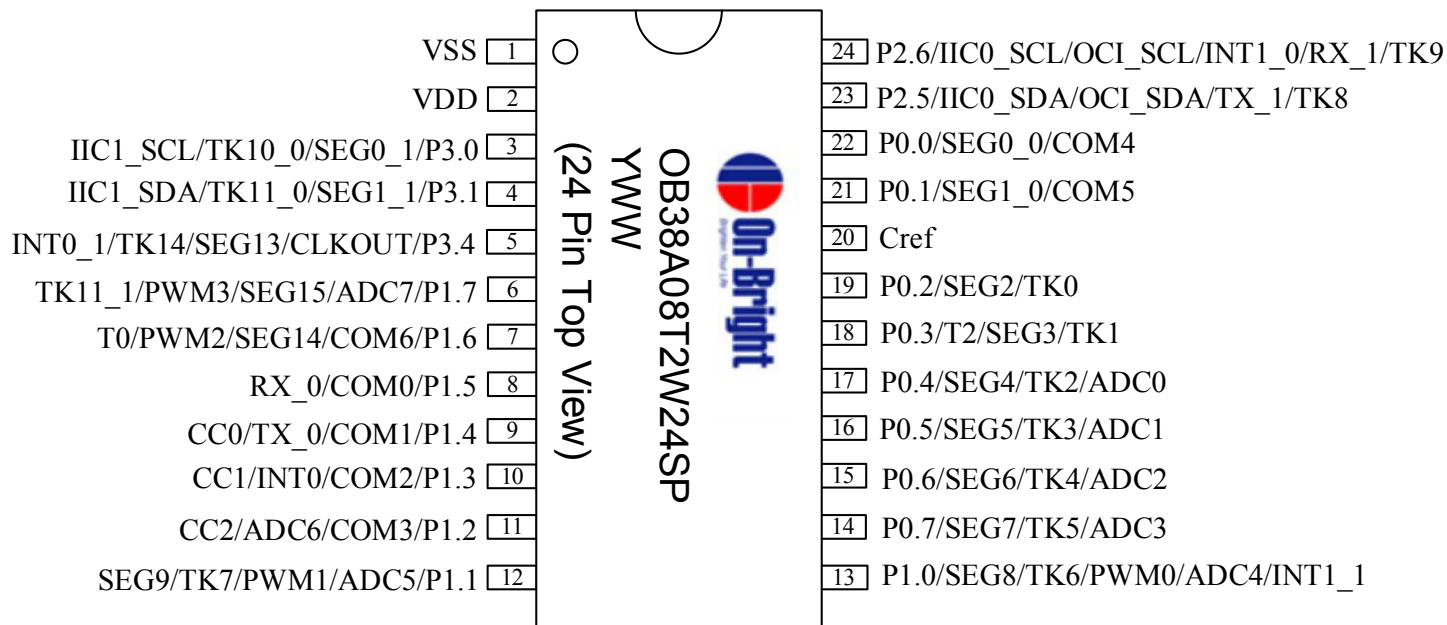 VSS 1
VDD 2
IIC1_SCL/TK10_0/SEG0_1/P3.0 3
IIC1_SDA/TK11_0/SEG1_1/P3.1 4
INT0_1/TK14/SEG13/CLKOUT/P3.4 5
TK11_1/PWM3/SEG15/ADC7/P1.7 6
T0/PWM2/SEG14/COM6/P1.6 7
RX_0/COM0/P1.5 8
CC0/TX_0/COM1/P1.4 9
CC1/INT0/COM2/P1.3 10
CC2/ADC6/COM3/P1.2 11
SEG9/TK7/PWM1/ADC5/P1.1 12
On-Bright
Brighten Your Life
OB38A08T2W24SP
YWW
(24 Pin Top View)
24 P2.6/IIC0_SCL/OCI_SCL/INT1_0/RX_1/TK9
23 P2.5/IIC0_SDA/OCI_SDA/TX_1/TK8
22 P0.0/SEG0_0/COM4
21 P0.1/SEG1_0/COM5
20 Cref
19 P0.2/SEG2/TK0
18 P0.3/T2/SEG3/TK1
17 P0.4/SEG4/TK2/ADC0
16 P0.5/SEG5/TK3/ADC1
15 P0.6/SEG6/TK4/ADC2
14 P0.7/SEG7/TK5/ADC3
13 P1.0/SEG8/TK6/PWM0/ADC4/INT1_1